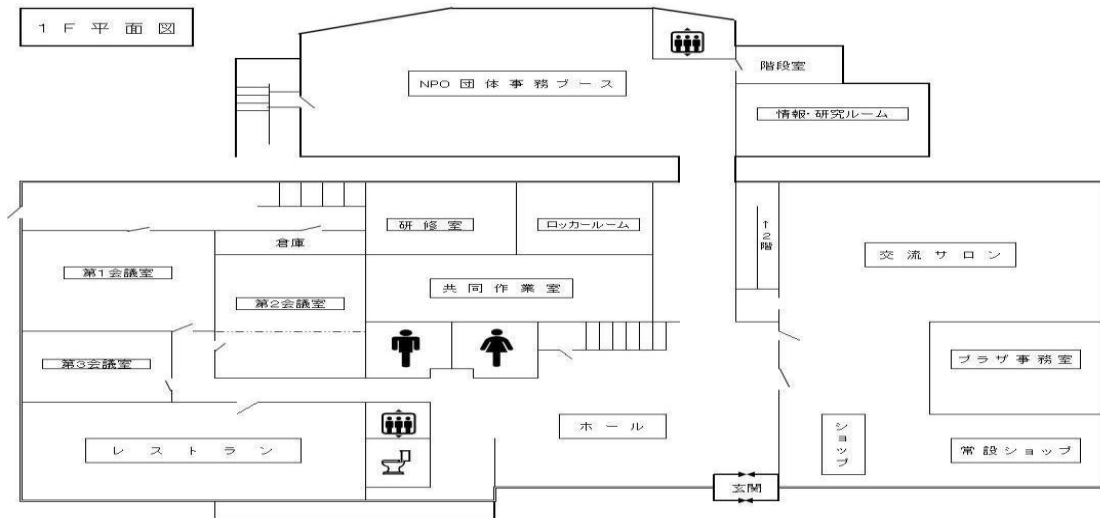 １Ｆ平面図
階段室
NPO団体事務ブース
情報・研究ルーム
研修室
ロッカールーム
↑2階
倉庫
交流サロン
第1会議室
共同作業室
第2会議室
第3会議室
プラザ事務室
ホール
ショップ
レストラン
常設ショップ
玄関